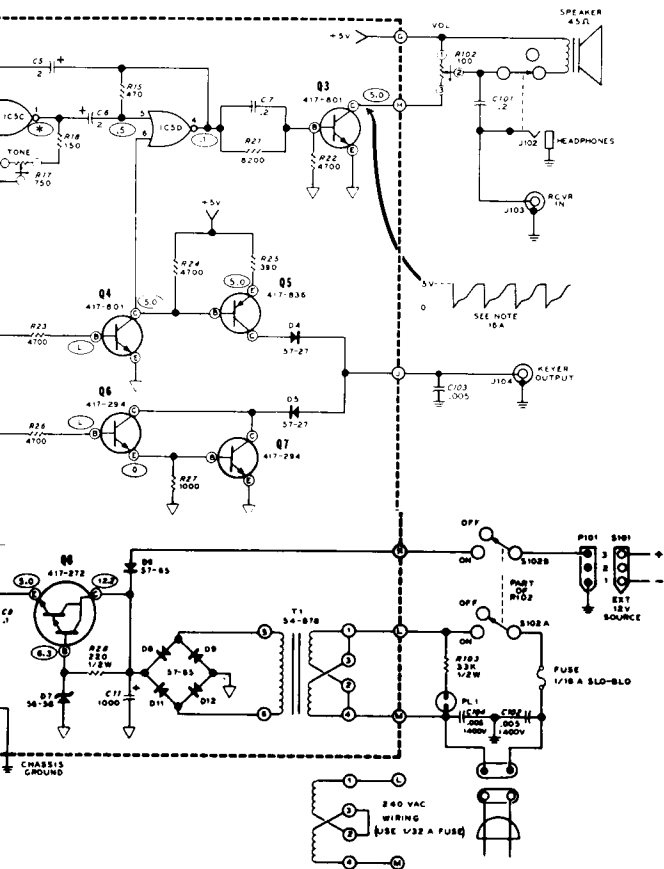 SPEAKER
45Ω
+5V
G
VOL
R102
100
(1)
(2)
(3)
C5
2
+
R15
470
C7
.2
Q3
417-801
5.0
C
H
C101
.2
IC5C
1
*
C6
2
+
5
.5
6
IC5D
4
.1
B
E
R18
150
R21
8200
R22
4700
J102
HEADPHONES
TONE
R17
750
+5V
J103
RCVR
IN
R24
4700
R25
390
5.0
E
Q5
417-836
5V
0
SEE NOTE
16A
Q4
417-801
5.0
C
B
C
D4
57-27
R23
4700
L
B
E
Q6
417-294
J
C103
.005
J104
KEYER
OUTPUT
C
D5
57-27
R26
4700
L
B
E
0
B
C
E
Q7
417-294
R27
1000
OFF
ON
S102B
P101
S101
3
2
1
+
−
EXT
12V
SOURCE
PART
OF
R102
417-272
5.0
E
C
D6
57-65
C9
.1
6.3
B
R28
220
1/2W
D7
56-56
C11
1000
+
D8
D9
57-65
D11
D12
T1
54-878
5
6
1
3
2
4
L
M
OFF
ON
S102A
R103
33K
1/2W
PL1
FUSE
1/16 A SLO-BLO
C104
.005
1400V
C102
.005
1400V
CHASSIS
GROUND
1
3
2
4
L
M
240 VAC
WIRING
(USE 1/32 A FUSE)